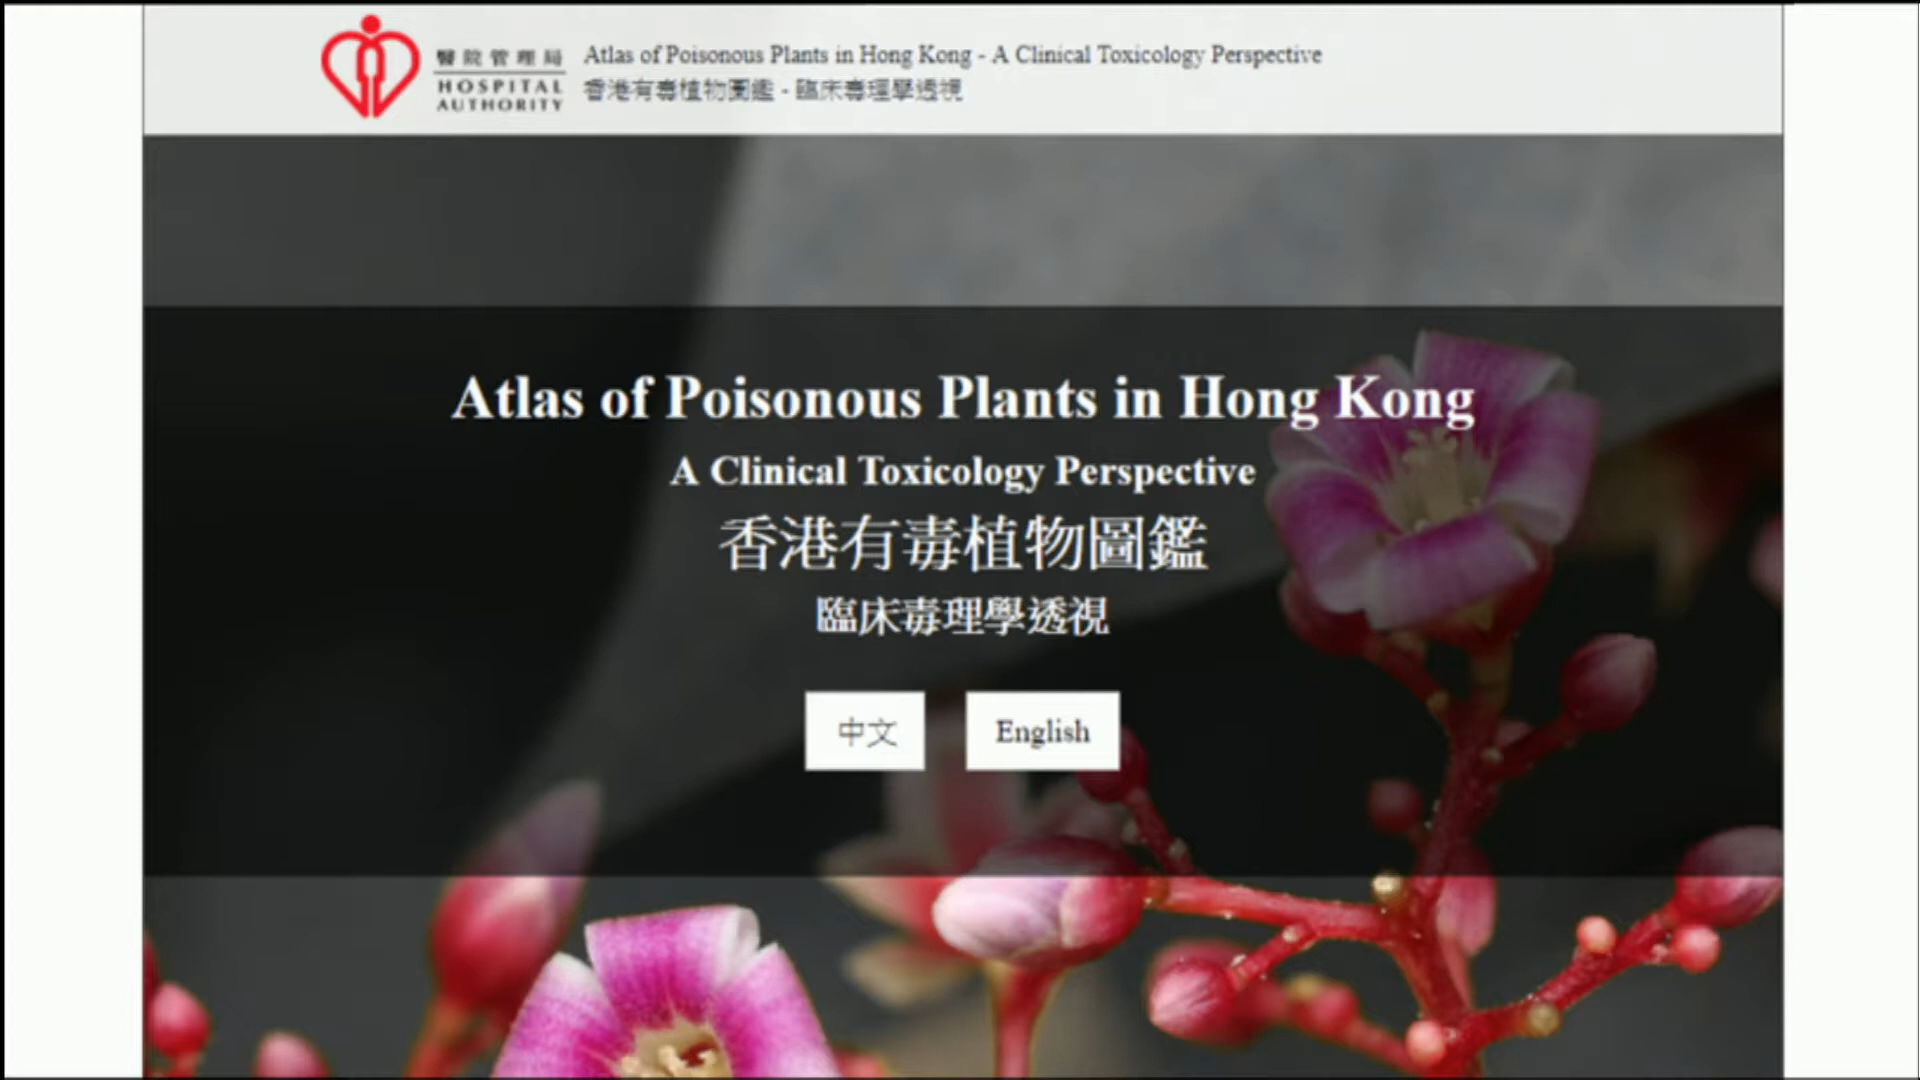 醫院管理局
HOSPITAL
AUTHORITY
Atlas of Poisonous Plants in Hong Kong - A Clinical Toxicology Perspective
香港有毒植物圖鑑 - 臨床毒理學透視
Atlas of Poisonous Plants in Hong Kong
A Clinical Toxicology Perspective
香港有毒植物圖鑑
臨床毒理學透視
中文
English